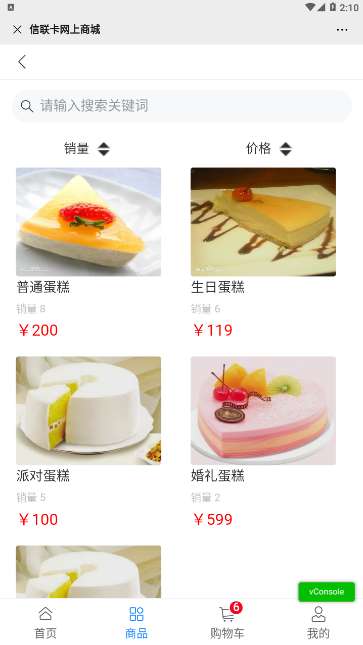 2:10
信联卡网上商城
请输入搜索关键词
销量 价格
普通蛋糕 生日蛋糕
销量 8 销量 6
￥200 ￥119
派对蛋糕 婚礼蛋糕
销量 5 销量 2
￥100 ￥599
vConsole
6
首页 商品 购物车 我的